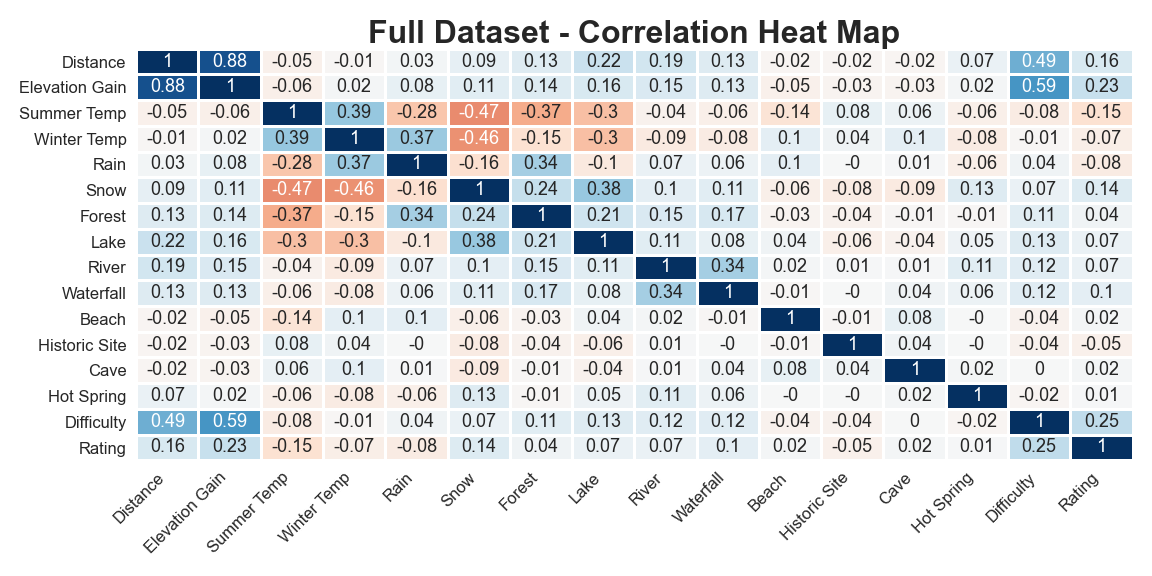 Full Dataset - Correlation Heat Map
Distance 1 0.88 -0.05 -0.01 0.03 0.09 0.13 0.22 0.19 0.13 -0.02 -0.02 -0.02 0.07 0.49 0.16
Elevation Gain 0.88 1 -0.06 0.02 0.08 0.11 0.14 0.16 0.15 0.13 -0.05 -0.03 -0.03 0.02 0.59 0.23
Summer Temp -0.05 -0.06 1 0.39 -0.28 -0.47 -0.37 -0.3 -0.04 -0.06 -0.14 0.08 0.06 -0.06 -0.08 -0.15
Winter Temp -0.01 0.02 0.39 1 0.37 -0.46 -0.15 -0.3 -0.09 -0.08 0.1 0.04 0.1 -0.08 -0.01 -0.07
Rain 0.03 0.08 -0.28 0.37 1 -0.16 0.34 -0.1 0.07 0.06 0.1 -0 0.01 -0.06 0.04 -0.08
Snow 0.09 0.11 -0.47 -0.46 -0.16 1 0.24 0.38 0.1 0.11 -0.06 -0.08 -0.09 0.13 0.07 0.14
Forest 0.13 0.14 -0.37 -0.15 0.34 0.24 1 0.21 0.15 0.17 -0.03 -0.04 -0.01 -0.01 0.11 0.04
Lake 0.22 0.16 -0.3 -0.3 -0.1 0.38 0.21 1 0.11 0.08 0.04 -0.06 -0.04 0.05 0.13 0.07
River 0.19 0.15 -0.04 -0.09 0.07 0.1 0.15 0.11 1 0.34 0.02 0.01 0.01 0.11 0.12 0.07
Waterfall 0.13 0.13 -0.06 -0.08 0.06 0.11 0.17 0.08 0.34 1 -0.01 -0 0.04 0.06 0.12 0.1
Beach -0.02 -0.05 -0.14 0.1 0.1 -0.06 -0.03 0.04 0.02 -0.01 1 -0.01 0.08 -0 -0.04 0.02
Historic Site -0.02 -0.03 0.08 0.04 -0 -0.08 -0.04 -0.06 0.01 -0 -0.01 1 0.04 -0 -0.04 -0.05
Cave -0.02 -0.03 0.06 0.1 0.01 -0.09 -0.01 -0.04 0.01 0.04 0.08 0.04 1 0.02 0 0.02
Hot Spring 0.07 0.02 -0.06 -0.08 -0.06 0.13 -0.01 0.05 0.11 0.06 -0 -0 0.02 1 -0.02 0.01
Difficulty 0.49 0.59 -0.08 -0.01 0.04 0.07 0.11 0.13 0.12 0.12 -0.04 -0.04 0 -0.02 1 0.25
Rating 0.16 0.23 -0.15 -0.07 -0.08 0.14 0.04 0.07 0.07 0.1 0.02 -0.05 0.02 0.01 0.25 1
Distance Elevation Gain Summer Temp Winter Temp Rain Snow Forest Lake River Waterfall Beach Historic Site Cave Hot Spring Difficulty Rating